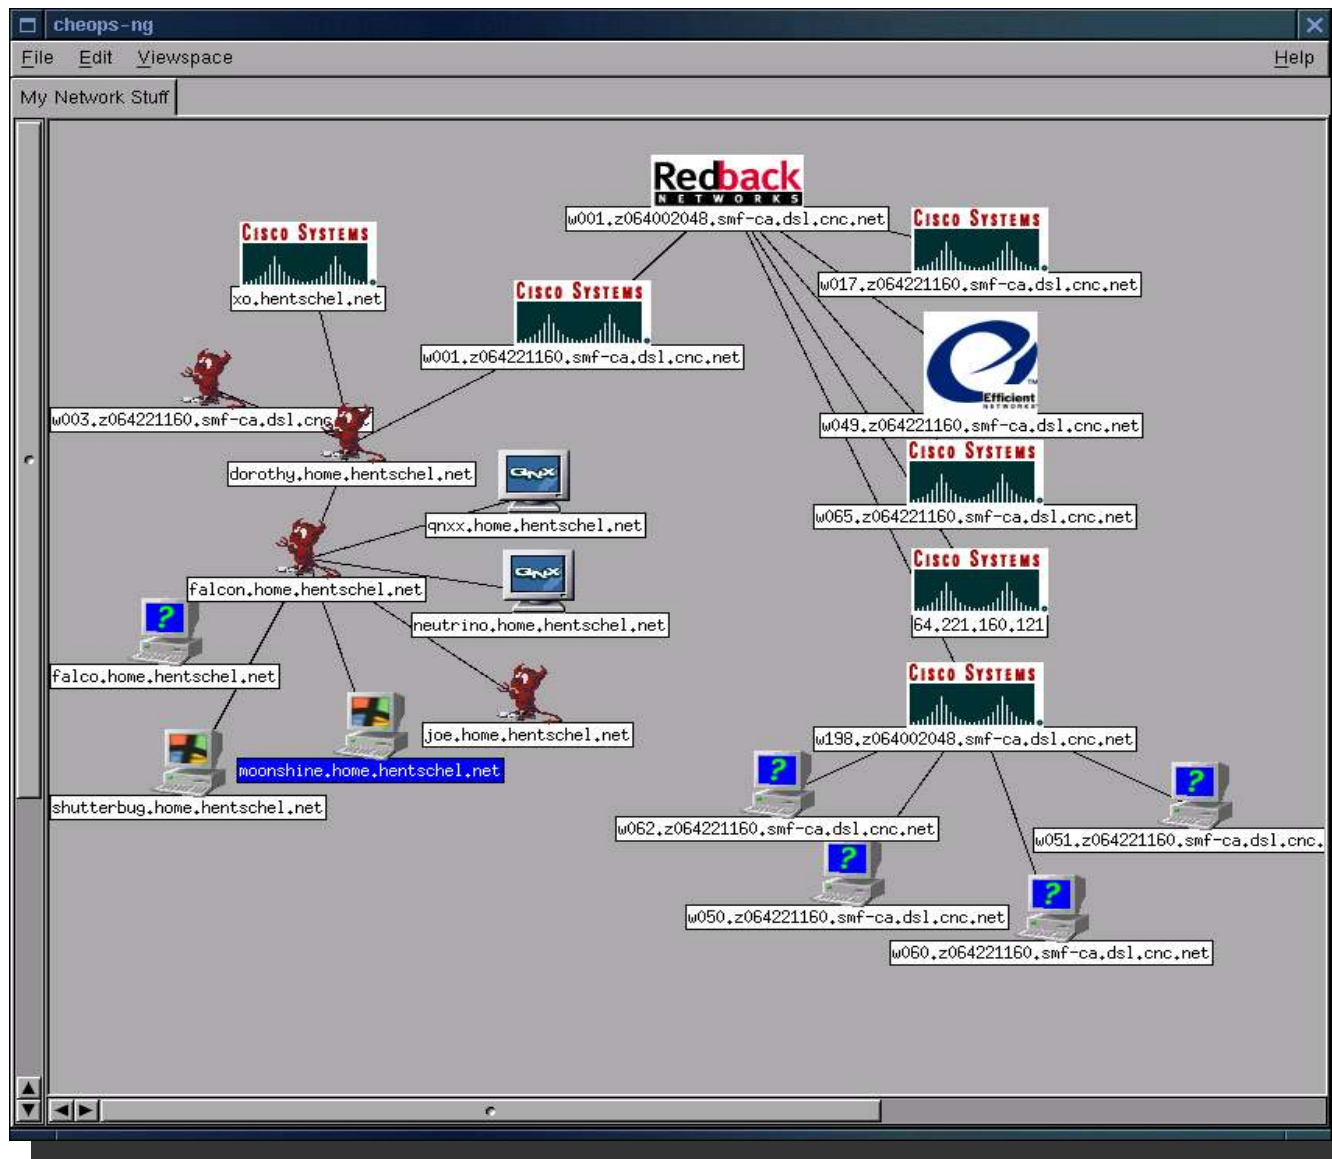 cheops-ng
File Edit Viewspace Help
My Network Stuff
Redback
NETWORKS
w001.z064002048.smf-ca.dsl.cnc.net
CISCO SYSTEMS
w017.z064221160.smf-ca.dsl.cnc.net
CISCO SYSTEMS
xo.hentschel.net
CISCO SYSTEMS
w001.z064221160.smf-ca.dsl.cnc.net
Efficient
NETWORKS
TM
w049.z064221160.smf-ca.dsl.cnc.net
w003.z064221160.smf-ca.dsl.cnc.net
dorothy.home.hentschel.net
CISCO SYSTEMS
w065.z064221160.smf-ca.dsl.cnc.net
QNX
qnxx.home.hentschel.net
QNX
neutrino.home.hentschel.net
falcon.home.hentschel.net
CISCO SYSTEMS
64.221.160.121
?
falco.home.hentschel.net
CISCO SYSTEMS
w198.z064002048.smf-ca.dsl.cnc.net
joe.home.hentschel.net
moonshine.home.hentschel.net
shutterbug.home.hentschel.net
?
w062.z064221160.smf-ca.dsl.cnc.net
?
w051.z064221160.smf-ca.dsl.cnc.
?
w050.z064221160.smf-ca.dsl.cnc.net
?
w060.z064221160.smf-ca.dsl.cnc.net